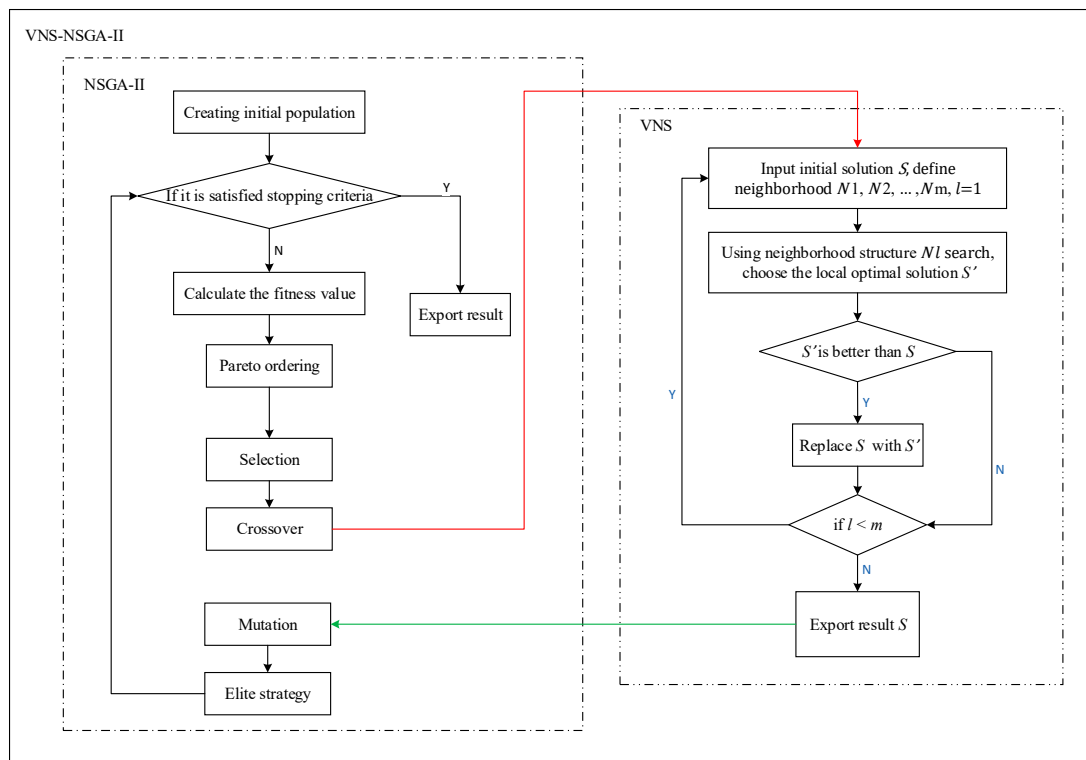 VNS-NSGA-II
NSGA-II
Creating initial population
If it is satisfied stopping criteria
Y
N
Calculate the fitness value
Export result
Pareto ordering
Selection
Crossover
Mutation
Elite strategy
VNS
Input initial solution S, define
neighborhood N1, N2, ... ,Nm, l=1
Using neighborhood structure Nl search,
choose the local optimal solution S'
S' is better than S
Y
Y
Replace S with S'
N
if l < m
N
Export result S